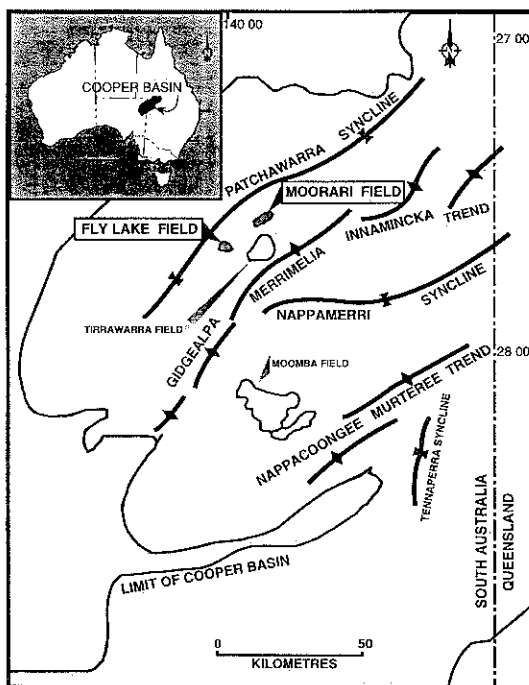 140 00
27 00
COOPER BASIN
PATCHAWARRA SYNCLINE
MOORARI FIELD
FLY LAKE FIELD
INNAMINCKA TREND
MERRIMELIA
NAPPAMERRI SYNCLINE
TIRRAWARRA FIELD
GIDGEALPA
MOOMBA FIELD
28 00
NAPPACOONGEE MURTEREE TREND
TENNAPERRA SYNCLINE
LIMIT OF COOPER BASIN
SOUTH AUSTRALIA
QUEENSLAND
0 50
KILOMETRES